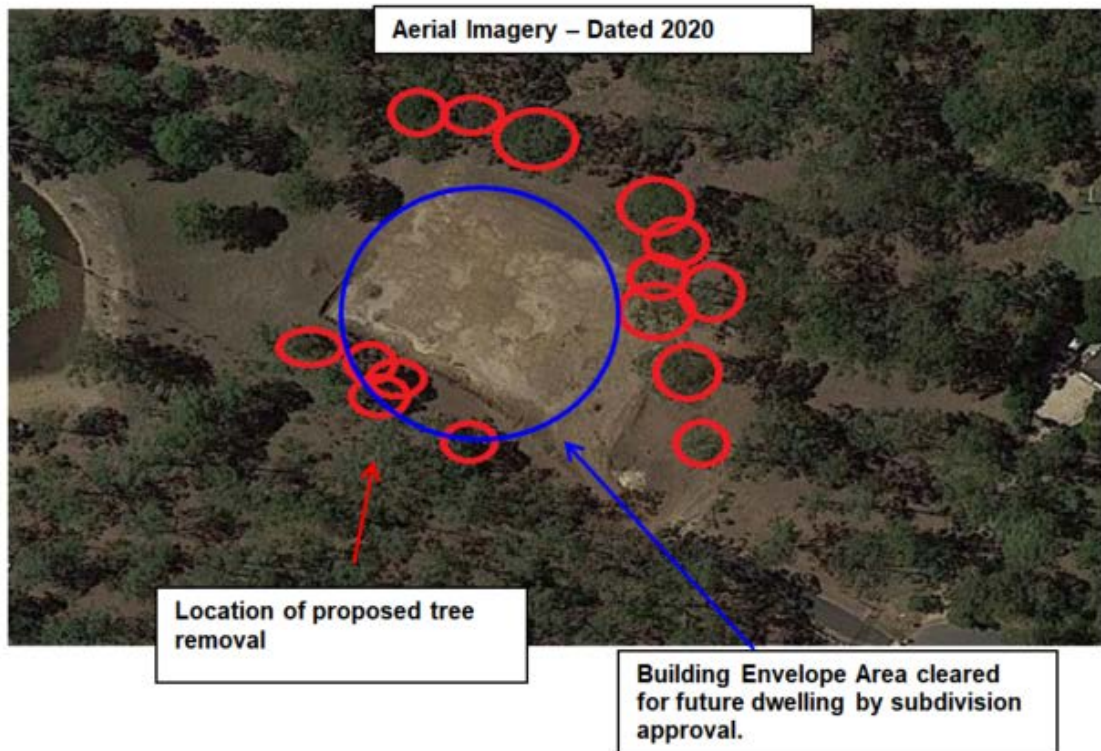 Aerial Imagery – Dated 2020
Location of proposed tree
removal
Building Envelope Area cleared
for future dwelling by subdivision
approval.